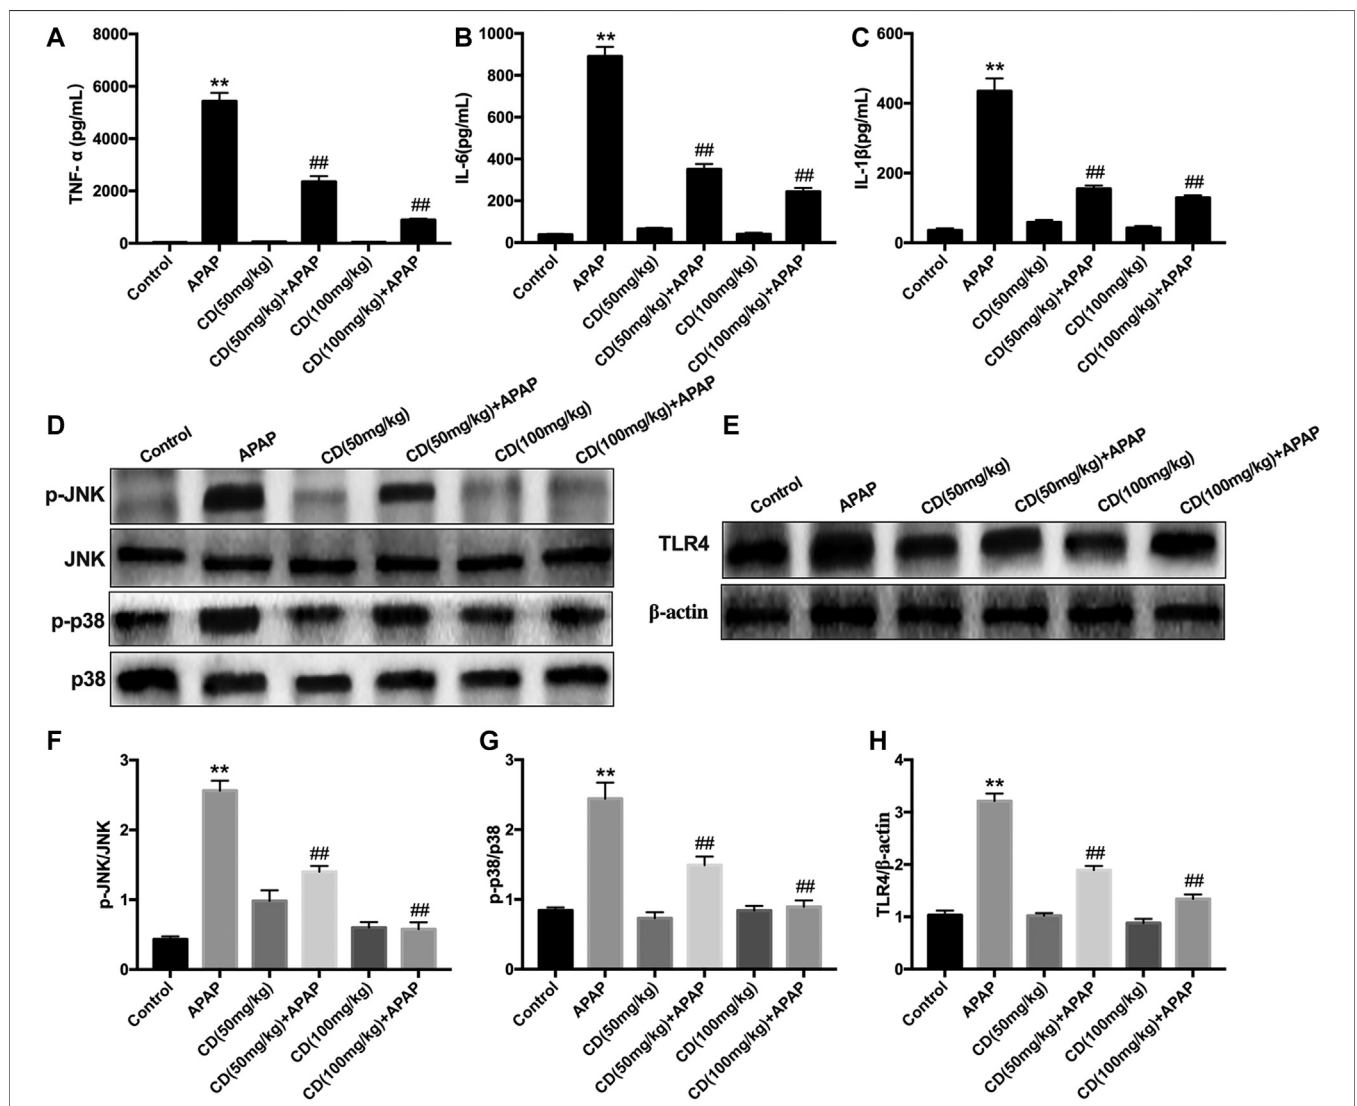 A
TNF- α (pg/mL)
8000
6000
4000
2000
0
**
##
##
Control
APAP
CD(50mg/kg)
CD(50mg/kg)+APAP
CD(100mg/kg)
CD(100mg/kg)+APAP
B
IL-6(pg/mL)
1000
800
600
400
200
0
**
##
##
Control
APAP
CD(50mg/kg)
CD(50mg/kg)+APAP
CD(100mg/kg)
CD(100mg/kg)+APAP
C
IL-1β(pg/mL)
600
400
200
0
**
##
##
Control
APAP
CD(50mg/kg)
CD(50mg/kg)+APAP
CD(100mg/kg)
CD(100mg/kg)+APAP
D
Control
APAP
CD(50mg/kg)
CD(50mg/kg)+APAP
CD(100mg/kg)
CD(100mg/kg)+APAP
p-JNK
JNK
p-p38
p38
E
Control
APAP
CD(50mg/kg)
CD(50mg/kg)+APAP
CD(100mg/kg)
CD(100mg/kg)+APAP
TLR4
β-actin
F
p-JNK/JNK
3
2
1
0
**
##
##
Control
APAP
CD(50mg/kg)
CD(50mg/kg)+APAP
CD(100mg/kg)
CD(100mg/kg)+APAP
G
p-p38/p38
3
2
1
0
**
##
##
Control
APAP
CD(50mg/kg)
CD(50mg/kg)+APAP
CD(100mg/kg)
CD(100mg/kg)+APAP
H
TLR4/β-actin
4
3
2
1
0
**
##
##
Control
APAP
CD(50mg/kg)
CD(50mg/kg)+APAP
CD(100mg/kg)
CD(100mg/kg)+APAP